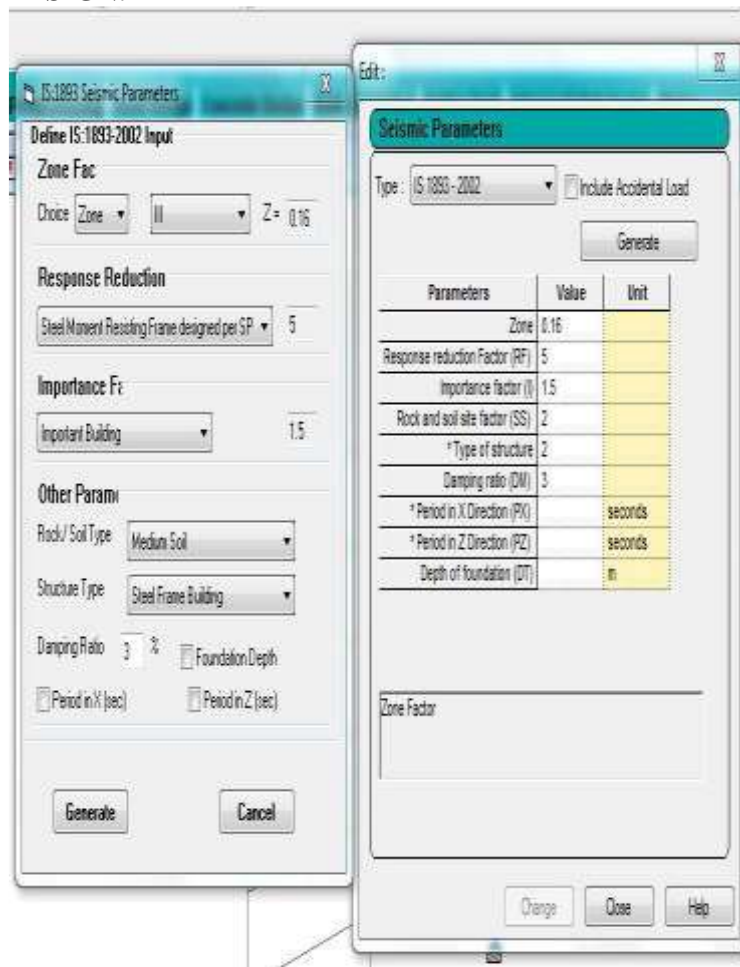 IS:1893 Seismic Parameters
Define IS:1893-2002 Input
Zone Fac
Choice Zone III Z = 0.16
Response Reduction
Steel Moment Resisting Frame designed per SP 5
Importance Fa
Important Building 1.5
Other Parame
Rock/ Soil Type Medium Soil
Structure Type Steel Frame Building
Damping Ratio 3 % Foundation Depth
Period in X (sec) Period in Z (sec)
Generate Cancel
Edit :
Seismic Parameters
Type : IS 1893 - 2002 Include Accidental Load
Generate
Parameters Value Unit
Zone 0.16
Response reduction Factor (RF) 5
Importance factor (I) 1.5
Rock and soil site factor (SS) 2
* Type of structure 2
Damping ratio (DM) 3
* Period in X Direction (PX) seconds
* Period in Z Direction (PZ) seconds
Depth of foundation (DT) m
Zone Factor
Change Close Help